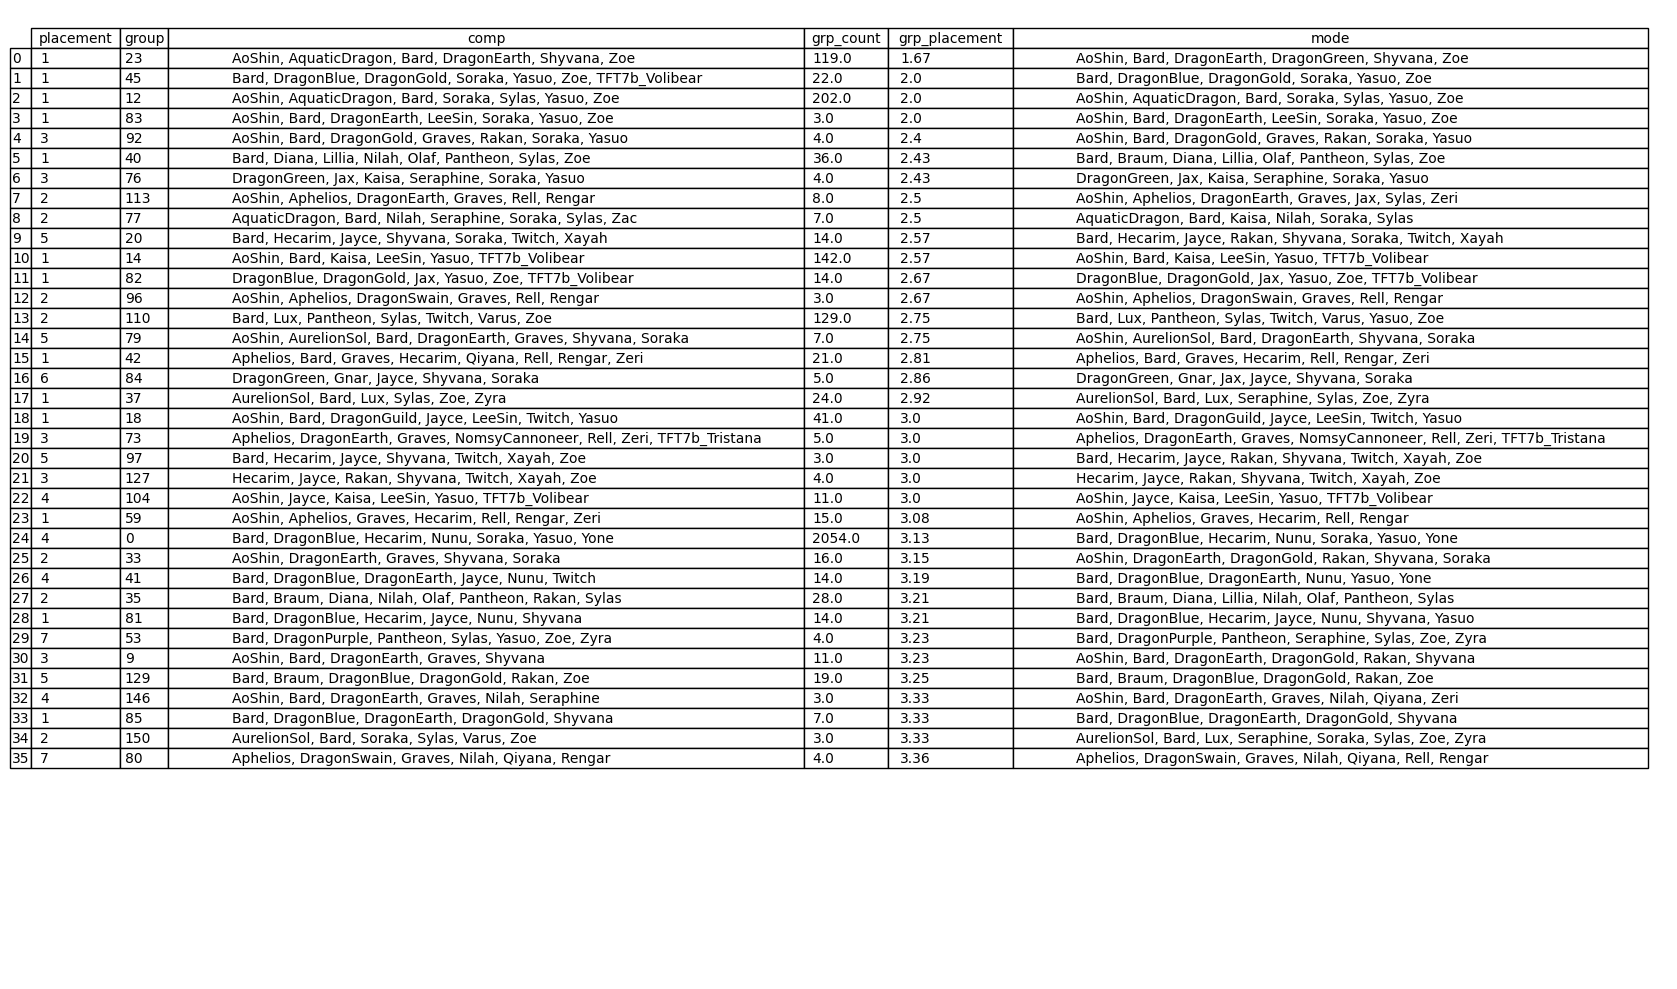 placement group comp grp_count grp_placement mode
0 1 23 AoShin, AquaticDragon, Bard, DragonEarth, Shyvana, Zoe 119.0 1.67 AoShin, Bard, DragonEarth, DragonGreen, Shyvana, Zoe
1 1 45 Bard, DragonBlue, DragonGold, Soraka, Yasuo, Zoe, TFT7b_Volibear 22.0 2.0 Bard, DragonBlue, DragonGold, Soraka, Yasuo, Zoe
2 1 12 AoShin, AquaticDragon, Bard, Soraka, Sylas, Yasuo, Zoe 202.0 2.0 AoShin, AquaticDragon, Bard, Soraka, Sylas, Yasuo, Zoe
3 1 83 AoShin, Bard, DragonEarth, LeeSin, Soraka, Yasuo, Zoe 3.0 2.0 AoShin, Bard, DragonEarth, LeeSin, Soraka, Yasuo, Zoe
4 3 92 AoShin, Bard, DragonGold, Graves, Rakan, Soraka, Yasuo 4.0 2.4 AoShin, Bard, DragonGold, Graves, Rakan, Soraka, Yasuo
5 1 40 Bard, Diana, Lillia, Nilah, Olaf, Pantheon, Sylas, Zoe 36.0 2.43 Bard, Braum, Diana, Lillia, Olaf, Pantheon, Sylas, Zoe
6 3 76 DragonGreen, Jax, Kaisa, Seraphine, Soraka, Yasuo 4.0 2.43 DragonGreen, Jax, Kaisa, Seraphine, Soraka, Yasuo
7 2 113 AoShin, Aphelios, DragonEarth, Graves, Rell, Rengar 8.0 2.5 AoShin, Aphelios, DragonEarth, Graves, Jax, Sylas, Zeri
8 2 77 AquaticDragon, Bard, Nilah, Seraphine, Soraka, Sylas, Zac 7.0 2.5 AquaticDragon, Bard, Kaisa, Nilah, Soraka, Sylas
9 5 20 Bard, Hecarim, Jayce, Shyvana, Soraka, Twitch, Xayah 14.0 2.57 Bard, Hecarim, Jayce, Rakan, Shyvana, Soraka, Twitch, Xayah
10 1 14 AoShin, Bard, Kaisa, LeeSin, Yasuo, TFT7b_Volibear 142.0 2.57 AoShin, Bard, Kaisa, LeeSin, Yasuo, TFT7b_Volibear
11 1 82 DragonBlue, DragonGold, Jax, Yasuo, Zoe, TFT7b_Volibear 14.0 2.67 DragonBlue, DragonGold, Jax, Yasuo, Zoe, TFT7b_Volibear
12 2 96 AoShin, Aphelios, DragonSwain, Graves, Rell, Rengar 3.0 2.67 AoShin, Aphelios, DragonSwain, Graves, Rell, Rengar
13 2 110 Bard, Lux, Pantheon, Sylas, Twitch, Varus, Zoe 129.0 2.75 Bard, Lux, Pantheon, Sylas, Twitch, Varus, Yasuo, Zoe
14 5 79 AoShin, AurelionSol, Bard, DragonEarth, Graves, Shyvana, Soraka 7.0 2.75 AoShin, AurelionSol, Bard, DragonEarth, Shyvana, Soraka
15 1 42 Aphelios, Bard, Graves, Hecarim, Qiyana, Rell, Rengar, Zeri 21.0 2.81 Aphelios, Bard, Graves, Hecarim, Rell, Rengar, Zeri
16 6 84 DragonGreen, Gnar, Jayce, Shyvana, Soraka 5.0 2.86 DragonGreen, Gnar, Jax, Jayce, Shyvana, Soraka
17 1 37 AurelionSol, Bard, Lux, Sylas, Zoe, Zyra 24.0 2.92 AurelionSol, Bard, Lux, Seraphine, Sylas, Zoe, Zyra
18 1 18 AoShin, Bard, DragonGuild, Jayce, LeeSin, Twitch, Yasuo 41.0 3.0 AoShin, Bard, DragonGuild, Jayce, LeeSin, Twitch, Yasuo
19 3 73 Aphelios, DragonEarth, Graves, NomsyCannoneer, Rell, Zeri, TFT7b_Tristana 5.0 3.0 Aphelios, DragonEarth, Graves, NomsyCannoneer, Rell, Zeri, TFT7b_Tristana
20 5 97 Bard, Hecarim, Jayce, Shyvana, Twitch, Xayah, Zoe 3.0 3.0 Bard, Hecarim, Jayce, Rakan, Shyvana, Twitch, Xayah, Zoe
21 3 127 Hecarim, Jayce, Rakan, Shyvana, Twitch, Xayah, Zoe 4.0 3.0 Hecarim, Jayce, Rakan, Shyvana, Twitch, Xayah, Zoe
22 4 104 AoShin, Jayce, Kaisa, LeeSin, Yasuo, TFT7b_Volibear 11.0 3.0 AoShin, Jayce, Kaisa, LeeSin, Yasuo, TFT7b_Volibear
23 1 59 AoShin, Aphelios, Graves, Hecarim, Rell, Rengar, Zeri 15.0 3.08 AoShin, Aphelios, Graves, Hecarim, Rell, Rengar
24 4 0 Bard, DragonBlue, Hecarim, Nunu, Soraka, Yasuo, Yone 2054.0 3.13 Bard, DragonBlue, Hecarim, Nunu, Soraka, Yasuo, Yone
25 2 33 AoShin, DragonEarth, Graves, Shyvana, Soraka 16.0 3.15 AoShin, DragonEarth, DragonGold, Rakan, Shyvana, Soraka
26 4 41 Bard, DragonBlue, DragonEarth, Jayce, Nunu, Twitch 14.0 3.19 Bard, DragonBlue, DragonEarth, Nunu, Yasuo, Yone
27 2 35 Bard, Braum, Diana, Nilah, Olaf, Pantheon, Rakan, Sylas 28.0 3.21 Bard, Braum, Diana, Lillia, Nilah, Olaf, Pantheon, Sylas
28 1 81 Bard, DragonBlue, Hecarim, Jayce, Nunu, Shyvana 14.0 3.21 Bard, DragonBlue, Hecarim, Jayce, Nunu, Shyvana, Yasuo
29 7 53 Bard, DragonPurple, Pantheon, Sylas, Yasuo, Zoe, Zyra 4.0 3.23 Bard, DragonPurple, Pantheon, Seraphine, Sylas, Zoe, Zyra
30 3 9 AoShin, Bard, DragonEarth, Graves, Shyvana 11.0 3.23 AoShin, Bard, DragonEarth, DragonGold, Rakan, Shyvana
31 5 129 Bard, Braum, DragonBlue, DragonGold, Rakan, Zoe 19.0 3.25 Bard, Braum, DragonBlue, DragonGold, Rakan, Zoe
32 4 146 AoShin, Bard, DragonEarth, Graves, Nilah, Seraphine 3.0 3.33 AoShin, Bard, DragonEarth, Graves, Nilah, Qiyana, Zeri
33 1 85 Bard, DragonBlue, DragonEarth, DragonGold, Shyvana 7.0 3.33 Bard, DragonBlue, DragonEarth, DragonGold, Shyvana
34 2 150 AurelionSol, Bard, Soraka, Sylas, Varus, Zoe 3.0 3.33 AurelionSol, Bard, Lux, Seraphine, Soraka, Sylas, Zoe, Zyra
35 7 80 Aphelios, DragonSwain, Graves, Nilah, Qiyana, Rengar 4.0 3.36 Aphelios, DragonSwain, Graves, Nilah, Qiyana, Rell, Rengar